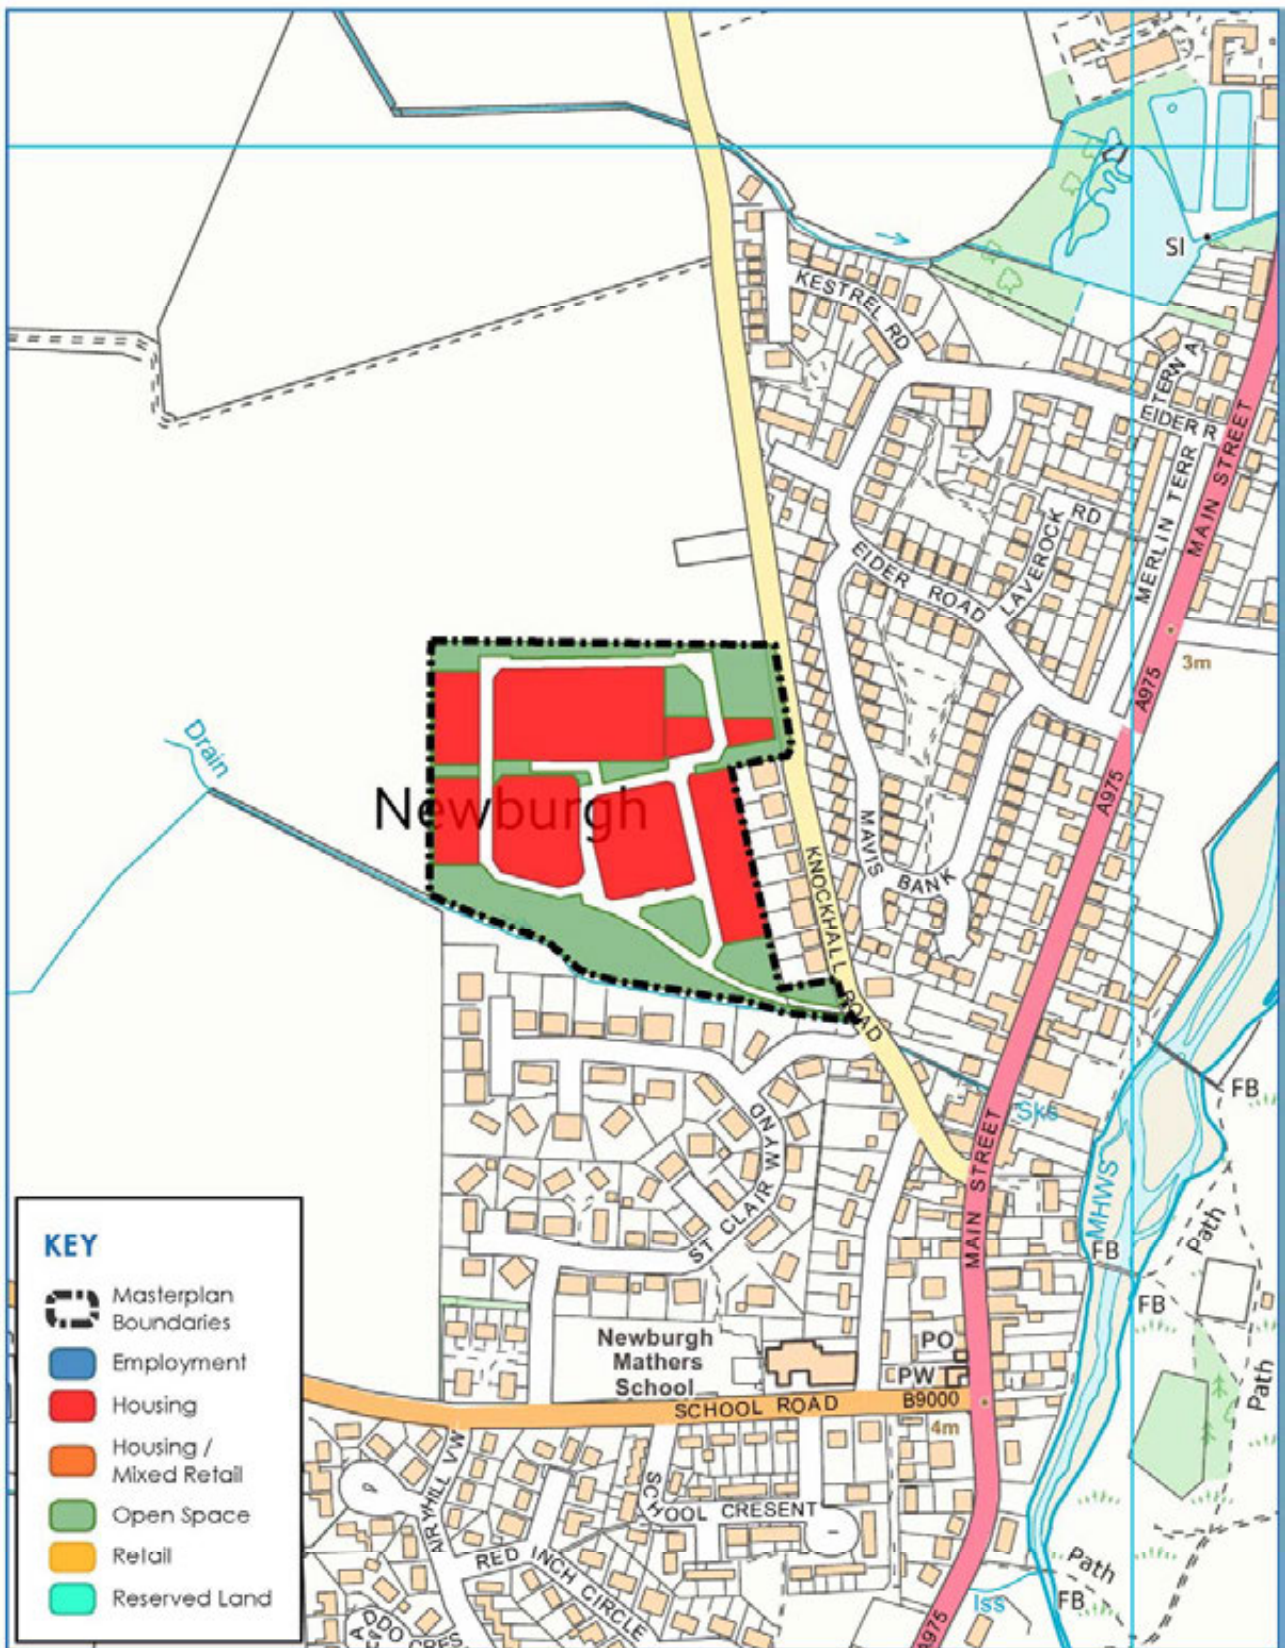 SI
KESTREL RD
TERN A
EIDER R
MAIN STREET
MERLIN TERR
LAVEROCK RD
EIDER ROAD
3m
A975
Drain
Newburgh
A975
MAVIS BANK
KNOCKHALL ROAD
FB
Sks
MAIN STREET
ST CLAIR WYND
MHWS
FB
Path
FB
Newburgh
Mathers
School
PO
PW
SCHOOL ROAD
B9000
4m
Path
AIRYHILL VW
SCHOOL CRESENT
RED INCH CIRCLE
Path
Iss
FB
A975
DDO CRES
KEY
Masterplan
Boundaries
Employment
Housing
Housing /
Mixed Retail
Open Space
Retail
Reserved Land